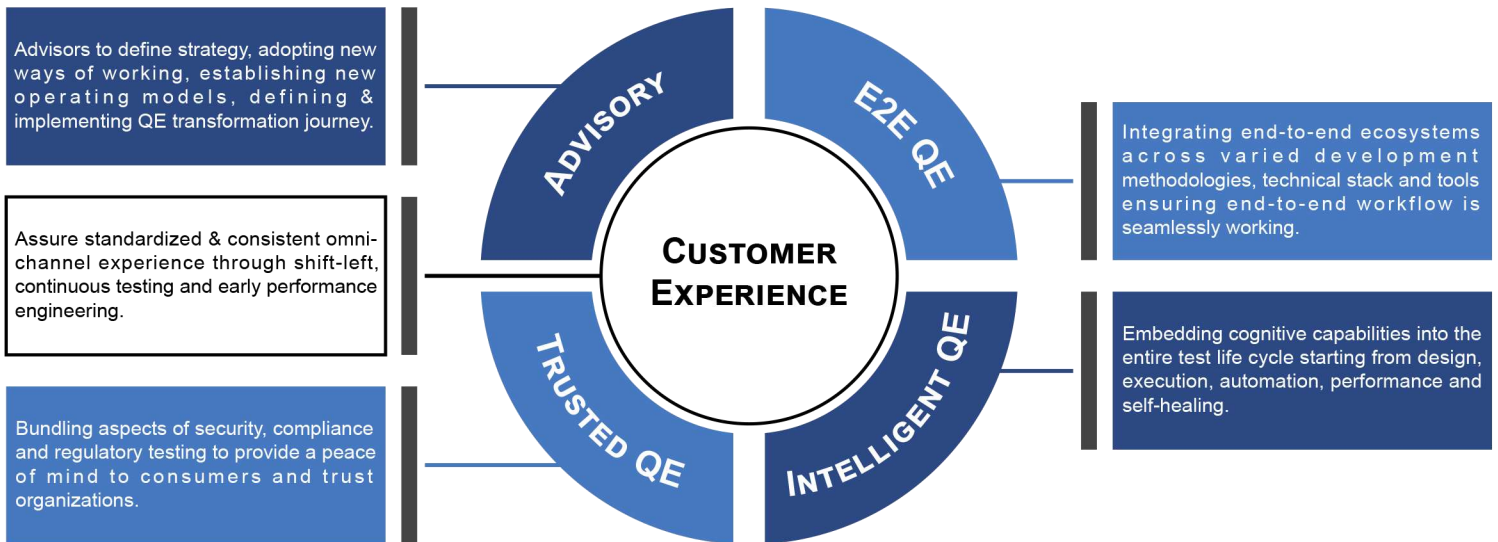 Advisors to define strategy, adopting new
ways of working, establishing new
operating models, defining &
implementing QE transformation journey.
Assure standardized & consistent omni-
channel experience through shift-left,
continuous testing and early performance
engineering.
Bundling aspects of security, compliance
and regulatory testing to provide a peace
of mind to consumers and trust
organizations.
ADVISORY
E2E QE
CUSTOMER
EXPERIENCE
TRUSTED QE
INTELLIGENT QE
Integrating end-to-end ecosystems
across varied development
methodologies, technical stack and tools
ensuring end-to-end workflow is
seamlessly working.
Embedding cognitive capabilities into the
entire test life cycle starting from design,
execution, automation, performance and
self-healing.